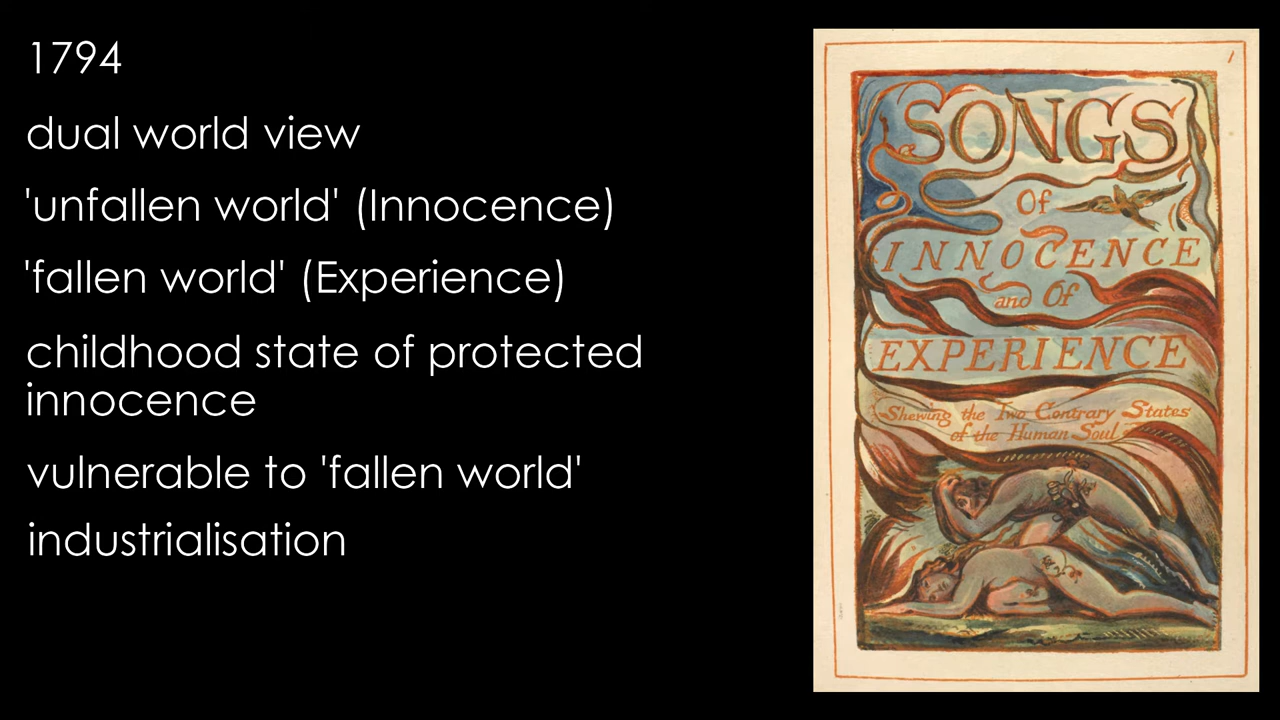 1794
dual world view
'unfallen world' (Innocence)
'fallen world' (Experience)
childhood state of protected
innocence
vulnerable to 'fallen world'
industrialisation
1
SONGS
Of
INNOCENCE
and Of
EXPERIENCE
Shewing the Two Contrary States
of the Human Soul